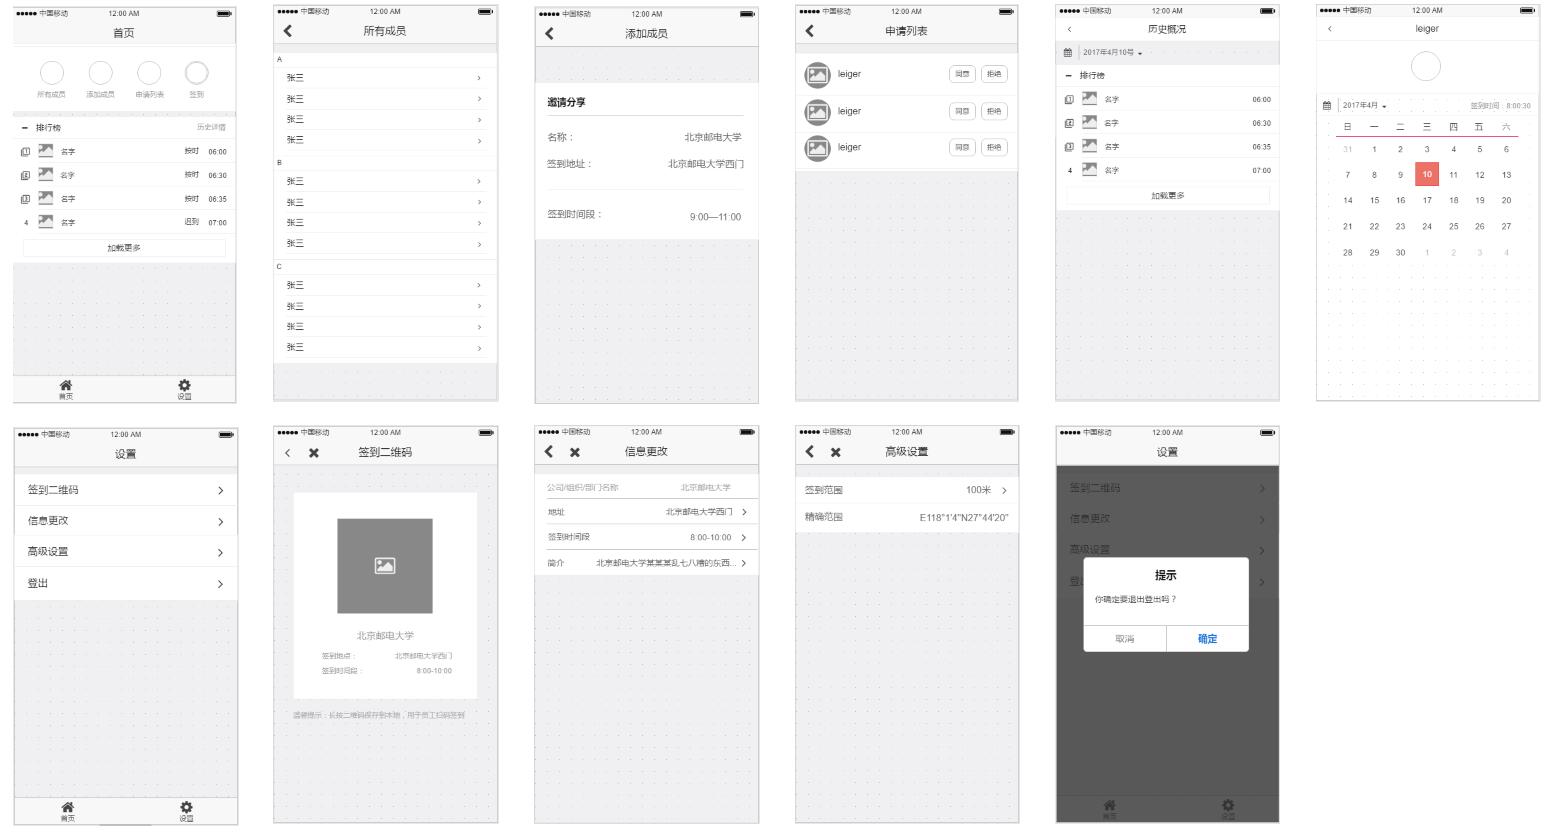 中国移动 12:00 AM
首页
所有成员 添加成员 申请列表 签到
排行榜 历史详情
1 名字 按时 06:00
2 名字 按时 06:30
3 名字 按时 06:35
4 名字 迟到 07:00
加载更多
首页 设置
中国移动 12:00 AM
所有成员
A
张三
张三
张三
张三
B
张三
张三
张三
张三
C
张三
张三
张三
张三
中国移动 12:00 AM
添加成员
邀请分享
名称： 北京邮电大学
签到地址： 北京邮电大学西门
签到时间段： 9:00—11:00
中国移动 12:00 AM
申请列表
leiger 同意 拒绝
leiger 同意 拒绝
leiger 同意 拒绝
中国移动 12:00 AM
历史概况
2017年4月10号
排行榜
1 名字 06:00
2 名字 06:30
3 名字 06:35
4 名字 07:00
加载更多
中国移动 12:00 AM
leiger
2017年4月 签到时间：8:00:30
日 一 二 三 四 五 六
31 1 2 3 4 5 6
7 8 9 10 11 12 13
14 15 16 17 18 19 20
21 22 23 24 25 26 27
28 29 30 1 2 3 4
中国移动 12:00 AM
设置
签到二维码
信息更改
高级设置
登出
首页 设置
中国移动 12:00 AM
签到二维码
北京邮电大学
签到地点： 北京邮电大学西门
签到时间段： 8:00-10:00
温馨提示：长按二维码保存到本地，用于员工扫码签到
中国移动 12:00 AM
信息更改
公司/组织/部门名称 北京邮电大学
地址 北京邮电大学西门
签到时间段 8:00-10:00
简介 北京邮电大学某某某乱七八糟的东西...
中国移动 12:00 AM
高级设置
签到范围 100米
精确范围 E118°1'4"N27°44'20"
中国移动 12:00 AM
设置
签到二维码
信息更改
高级设置
登
提示
你确定要退出登出吗？
取消 确定
首页 设置